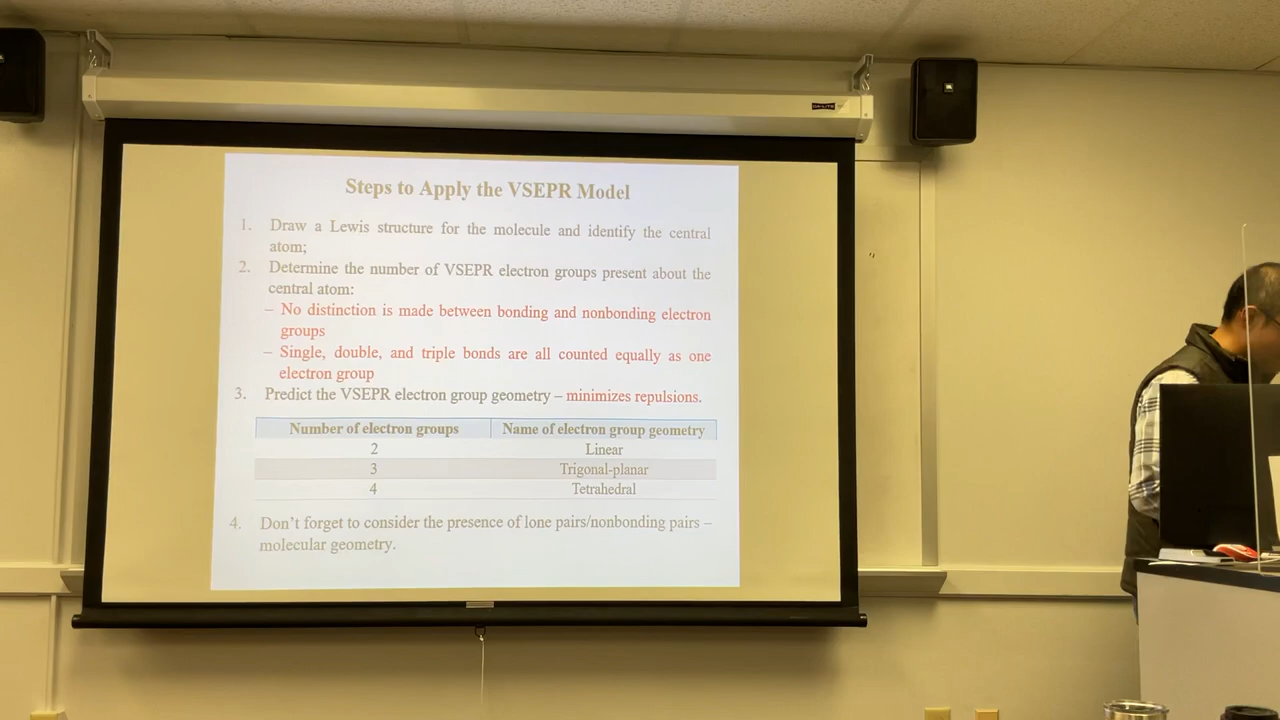 DA-LITE
Steps to Apply the VSEPR Model
1. Draw a Lewis structure for the molecule and identify the central
atom;
2. Determine the number of VSEPR electron groups present about the
central atom:
– No distinction is made between bonding and nonbonding electron
groups
– Single, double, and triple bonds are all counted equally as one
electron group
3. Predict the VSEPR electron group geometry – minimizes repulsions.
Number of electron groups Name of electron group geometry
2 Linear
3 Trigonal-planar
4 Tetrahedral
4. Don't forget to consider the presence of lone pairs/nonbonding pairs –
molecular geometry.
JBL